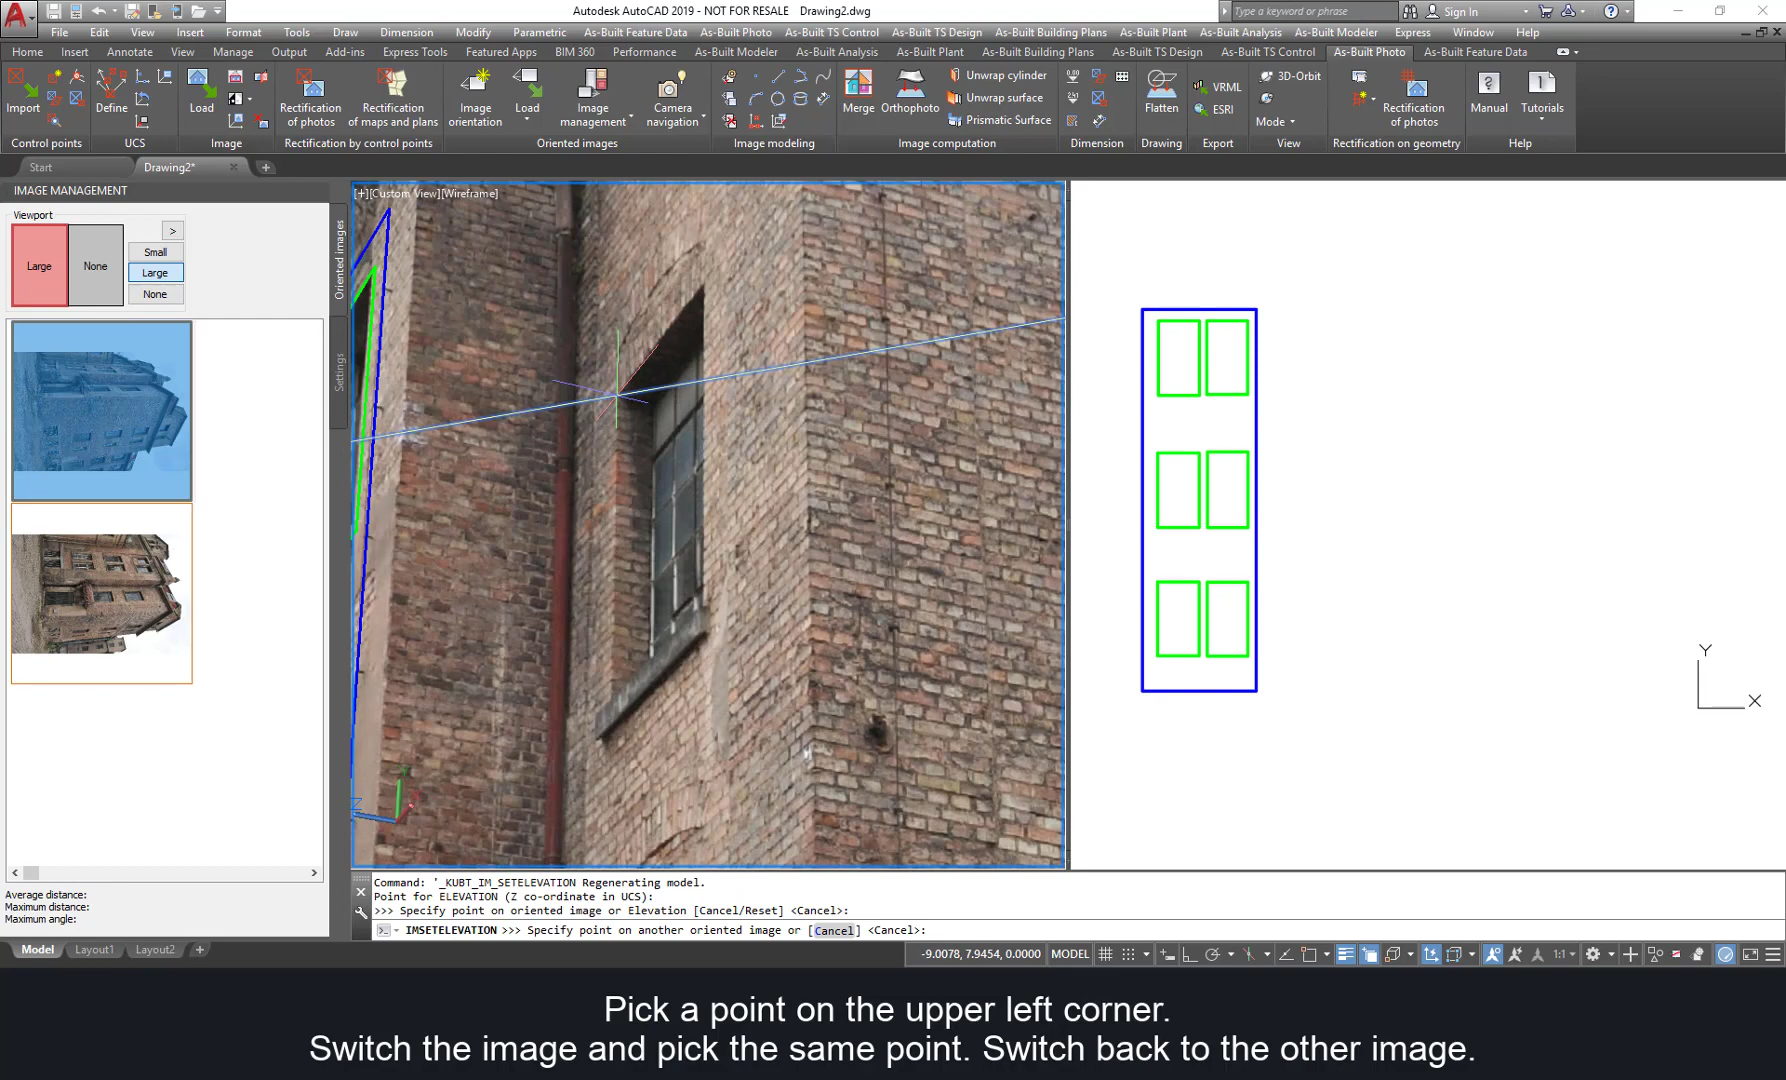 Autodesk AutoCAD 2019 - NOT FOR RESALE Drawing2.dwg
Type a keyword or phrase
Sign In
File Edit View Insert Format Tools Draw Dimension Modify Parametric As-Built Feature Data As-Built Photo As-Built TS Control As-Built TS Design As-Built Building Plans As-Built Plant As-Built Analysis As-Built Modeler Express Window Help
Home Insert Annotate View Manage Output Add-ins Express Tools Featured Apps BIM 360 Performance As-Built Modeler As-Built Analysis As-Built Plant As-Built Building Plans As-Built TS Design As-Built TS Control As-Built Photo As-Built Feature Data
Import
Define
Load
Rectification of photos
Rectification of maps and plans
Image orientation
Load
Image management
Camera navigation
Merge
Orthophoto
Unwrap cylinder
Unwrap surface
Prismatic Surface
Flatten
VRML
ESRI
3D-Orbit
Mode
Rectification of photos
Manual
Tutorials
Control points UCS Image Rectification by control points Oriented images Image modeling Image computation Dimension Drawing Export View Rectification on geometry Help
Start Drawing2*
IMAGE MANAGEMENT
Viewport
Large
None
>
Small
Large
None
Oriented images
Settings
[+][Custom View][Wireframe]
Z
Y
X
Average distance:
Maximum distance:
Maximum angle:
Command: '_KUBT_IM_SETELEVATION Regenerating model.
Point for ELEVATION (Z co-ordinate in UCS):
>>> Specify point on oriented image or Elevation [Cancel/Reset] <Cancel>:
IMSETELEVATION >>> Specify point on another oriented image or [Cancel] <Cancel>:
Model Layout1 Layout2
-9.0078, 7.9454, 0.0000 MODEL
1:1
Pick a point on the upper left corner.
Switch the image and pick the same point. Switch back to the other image.